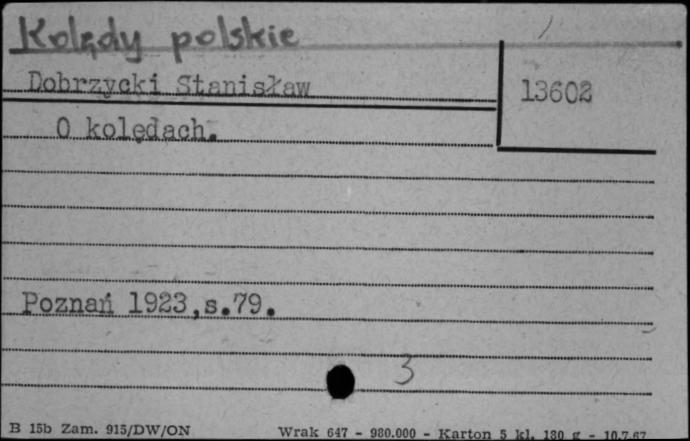 Kolędy polskie
Dobrzycki Stanisław
13602
O kolędach.
Poznań 1923,s.79.
3
B 15b Zam. 915/DW/ON Wrak 647 - 980.000 - Karton 5 kl. 130 g - 10.7.67